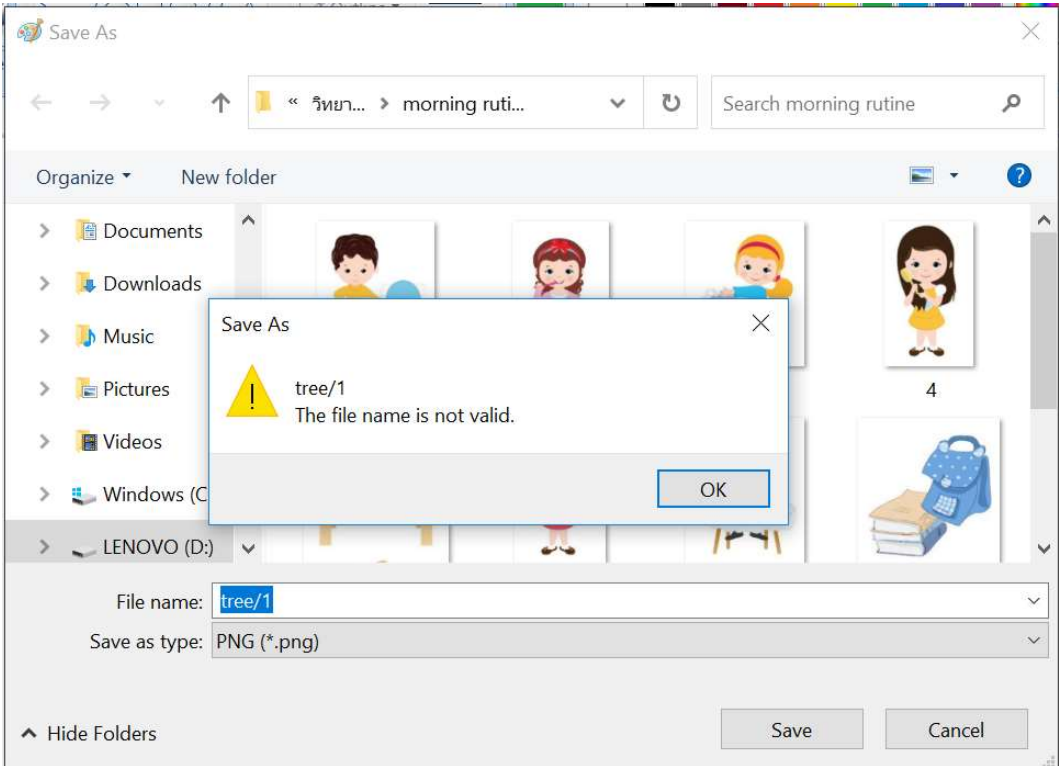 Save As
« วิทยา... > morning ruti...
Search morning rutine
Organize
New folder
Documents
Downloads
Music
Pictures
Videos
Windows (C
LENOVO (D:)
4
Save As
tree/1
The file name is not valid.
OK
File name: tree/1
Save as type: PNG (*.png)
Hide Folders
Save
Cancel